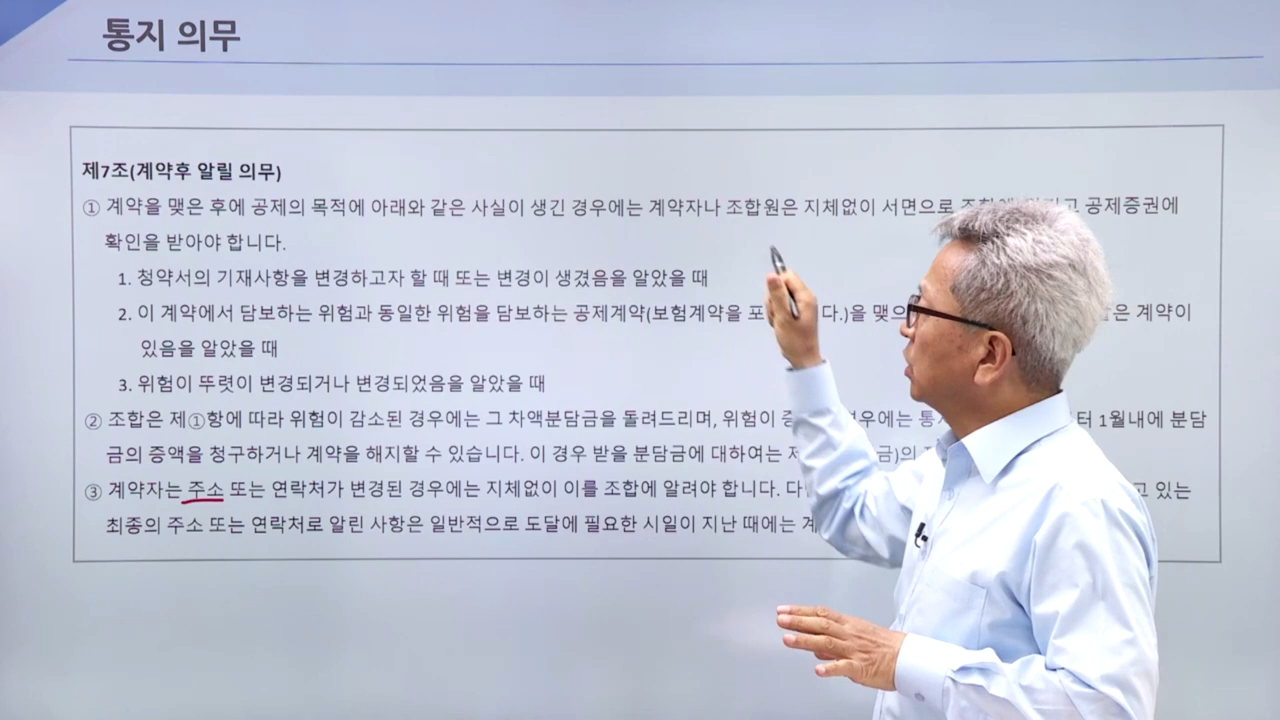 통지 의무
제7조(계약후 알릴 의무)
① 계약을 맺은 후에 공제의 목적에 아래와 같은 사실이 생긴 경우에는 계약자나 조합원은 지체없이 서면으로 공제증권에
확인을 받아야 합니다.
1. 청약서의 기재사항을 변경하고자 할 때 또는 변경이 생겼음을 알았을 때
2. 이 계약에서 담보하는 위험과 동일한 위험을 담보하는 공제계약(보험계약을 다.)을 계약이
있음을 알았을 때
3. 위험이 뚜렷이 변경되거나 변경되었음을 알았을 때
② 조합은 제①항에 따라 위험이 감소된 경우에는 그 차액분담금을 돌려드리며, 위험이 1월내에 분담
금의 증액을 청구하거나 계약을 해지할 수 있습니다. 이 경우 받을 분담금에 대하여는
③ 계약자는 주소 또는 연락처가 변경된 경우에는 지체없이 이를 조합에 알려야 합니다. 있는
최종의 주소 또는 연락처로 알린 사항은 일반적으로 도달에 필요한 시일이 지난 때에는